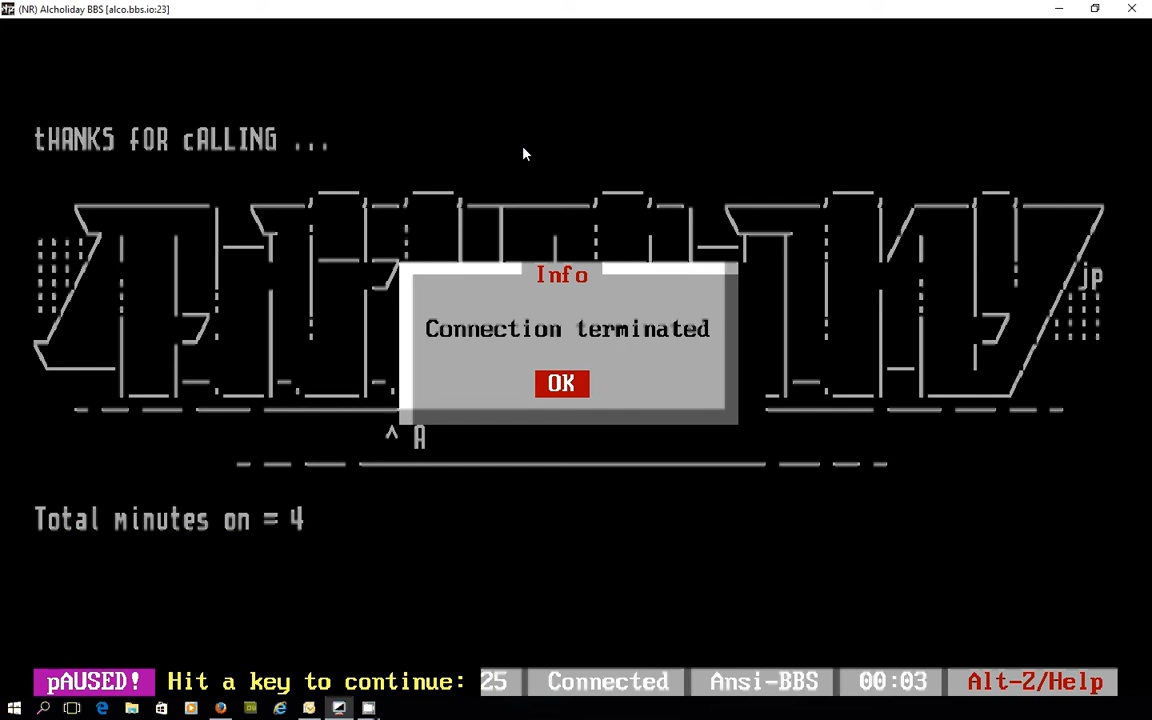 (NR) Alcholiday BBS [alco.bbs.io:23]
tHANKS fOR cALLING ...
jp
Info
Connection terminated
OK
^ A
Total minutes on = 4
pAUSED! Hit a key to continue: 25 Connected Ansi-BBS 00:03 Alt-Z/Help